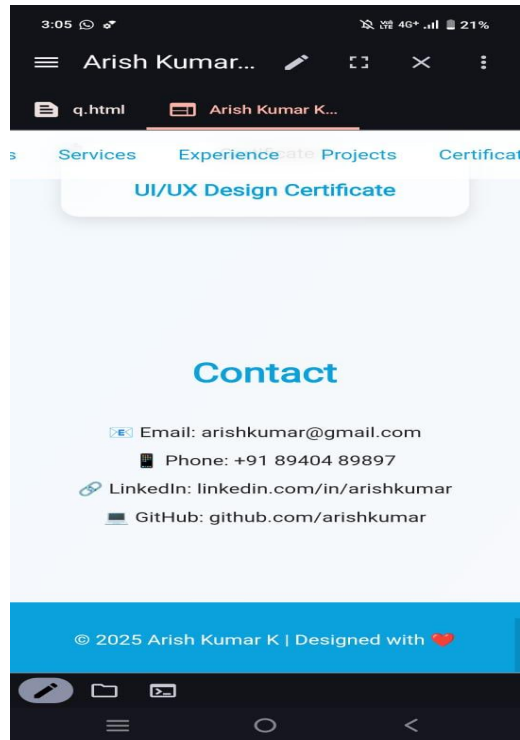 3:05 4G+ 21%
Arish Kumar...
q.html Arish Kumar K...
s Services Experience Projects Certificat
UI/UX Design Certificate
Contact
📧 Email: arishkumar@gmail.com
📱 Phone: +91 89404 89897
🔗 LinkedIn: linkedin.com/in/arishkumar
💻 GitHub: github.com/arishkumar
© 2025 Arish Kumar K | Designed with ❤️